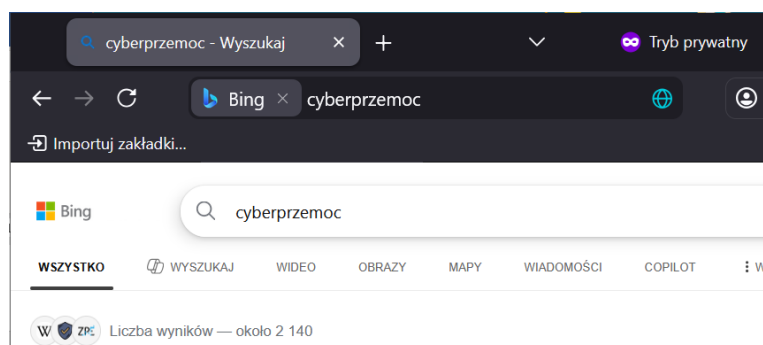 cyberprzemoc - Wyszukaj
Tryb prywatny
Bing cyberprzemoc
Importuj zakładki...
Bing cyberprzemoc
WSZYSTKO WYSZUKAJ WIDEO OBRAZY MAPY WIADOMOŚCI COPILOT
W ZPE Liczba wyników — około 2 140